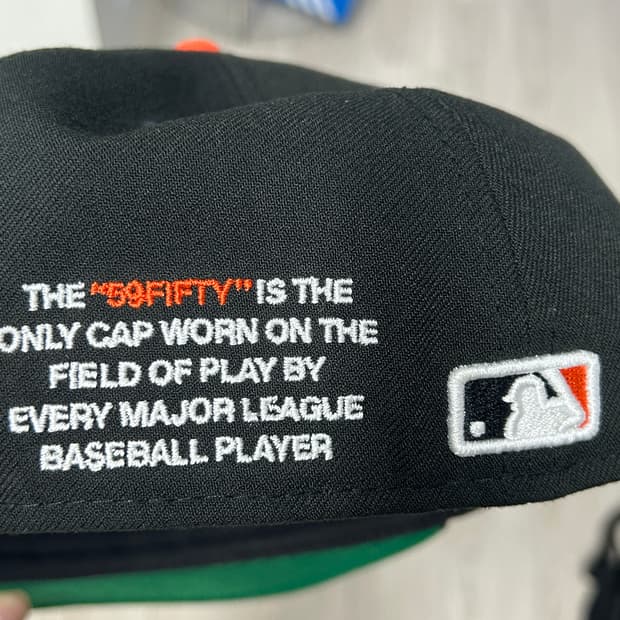 THE "59FIFTY" IS THE
ONLY CAP WORN ON THE
FIELD OF PLAY BY
EVERY MAJOR LEAGUE
BASEBALL PLAYER